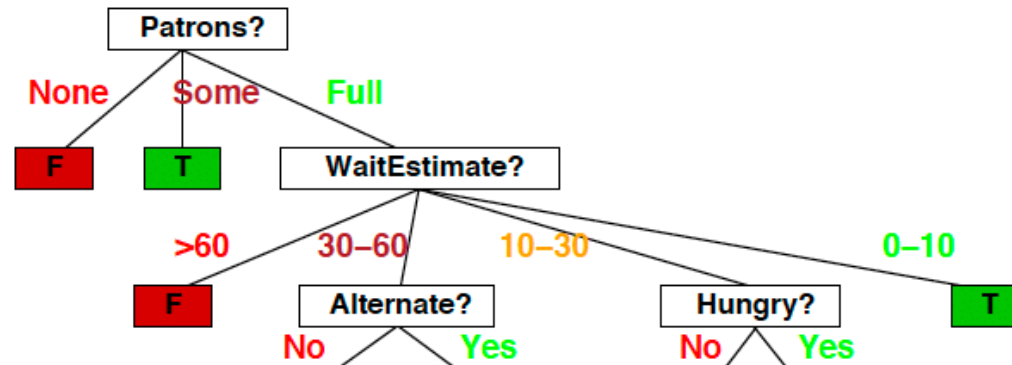 Patrons?
None Some Full
F T WaitEstimate?
>60 30–60 10–30 0–10
F Alternate? Hungry? T
No Yes No Yes